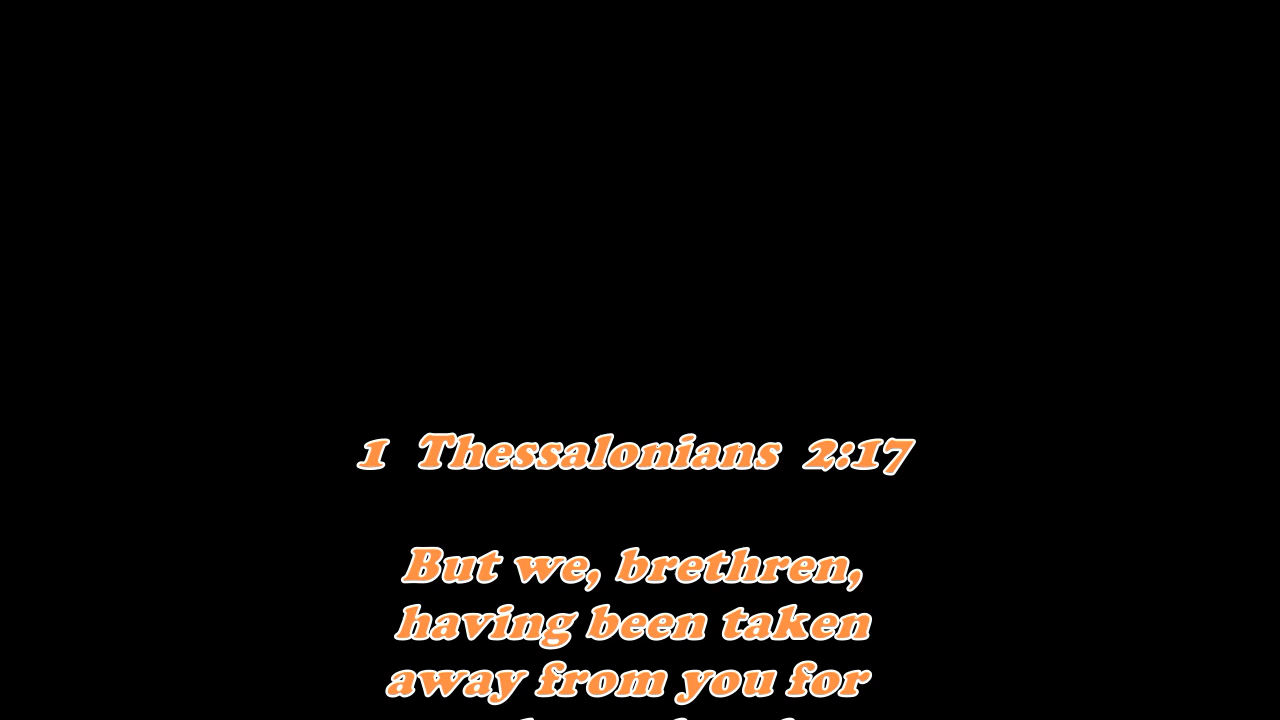 1 Thessalonians 2:17
But we, brethren,
having been taken
away from you for